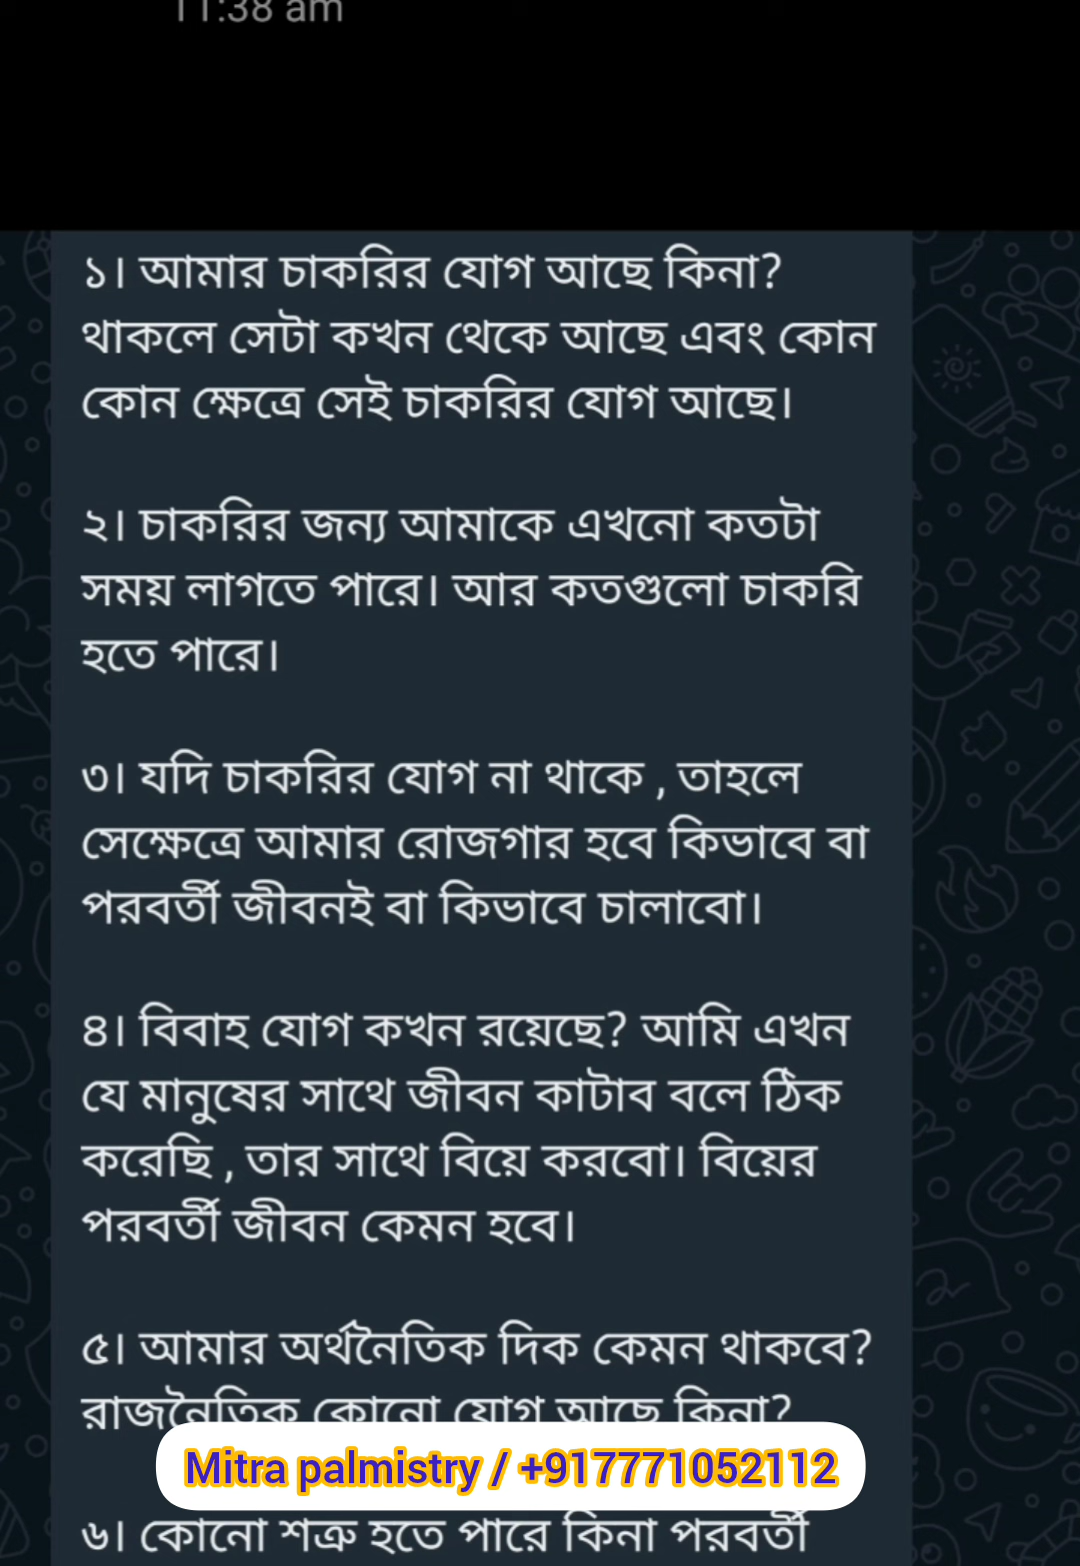 11:38 am
১। আমার চাকরির যোগ আছে কিনা?
থাকলে সেটা কখন থেকে আছে এবং কোন
কোন ক্ষেত্রে সেই চাকরির যোগ আছে।
২। চাকরির জন্য আমাকে এখনো কতটা
সময় লাগতে পারে। আর কতগুলো চাকরি
হতে পারে।
৩। যদি চাকরির যোগ না থাকে , তাহলে
সেক্ষেত্রে আমার রোজগার হবে কিভাবে বা
পরবর্তী জীবনই বা কিভাবে চালাবো।
৪। বিবাহ যোগ কখন রয়েছে? আমি এখন
যে মানুষের সাথে জীবন কাটাব বলে ঠিক
করেছি , তার সাথে বিয়ে করবো। বিয়ের
পরবর্তী জীবন কেমন হবে।
৫। আমার অর্থনৈতিক দিক কেমন থাকবে?
রাজনৈতিক কোনো যোগ আছে কিনা?
Mitra palmistry / +917771052112
৬। কোনো শত্রু হতে পারে কিনা পরবর্তী